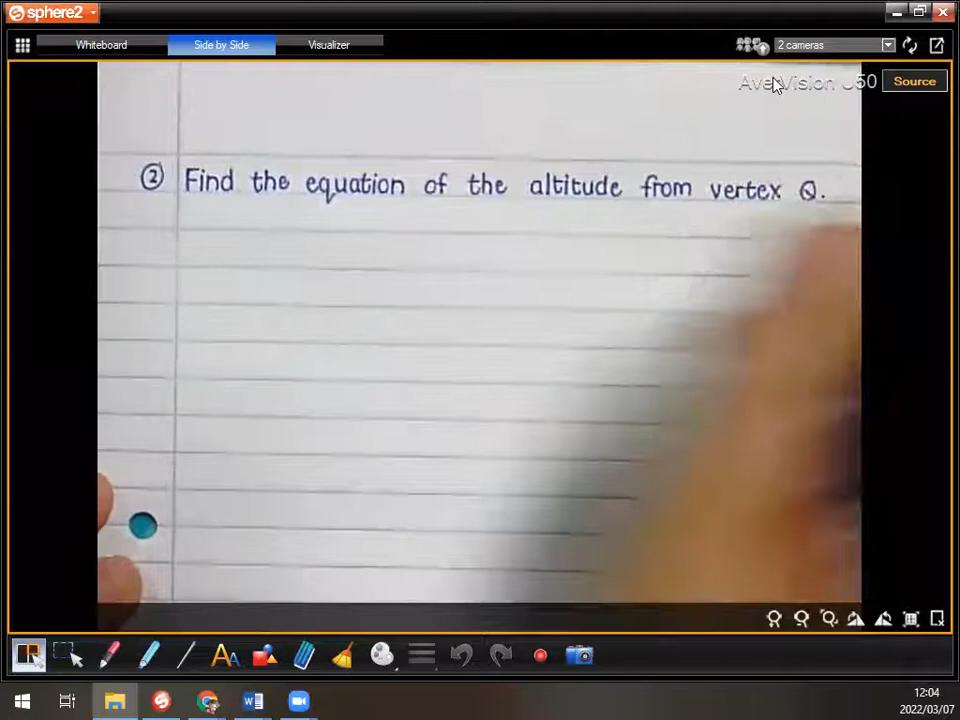 sphere2
Whiteboard
Side by Side
Visualizer
2 cameras
Source
② Find the equation of the altitude from vertex Q.
12:04
2022/03/07